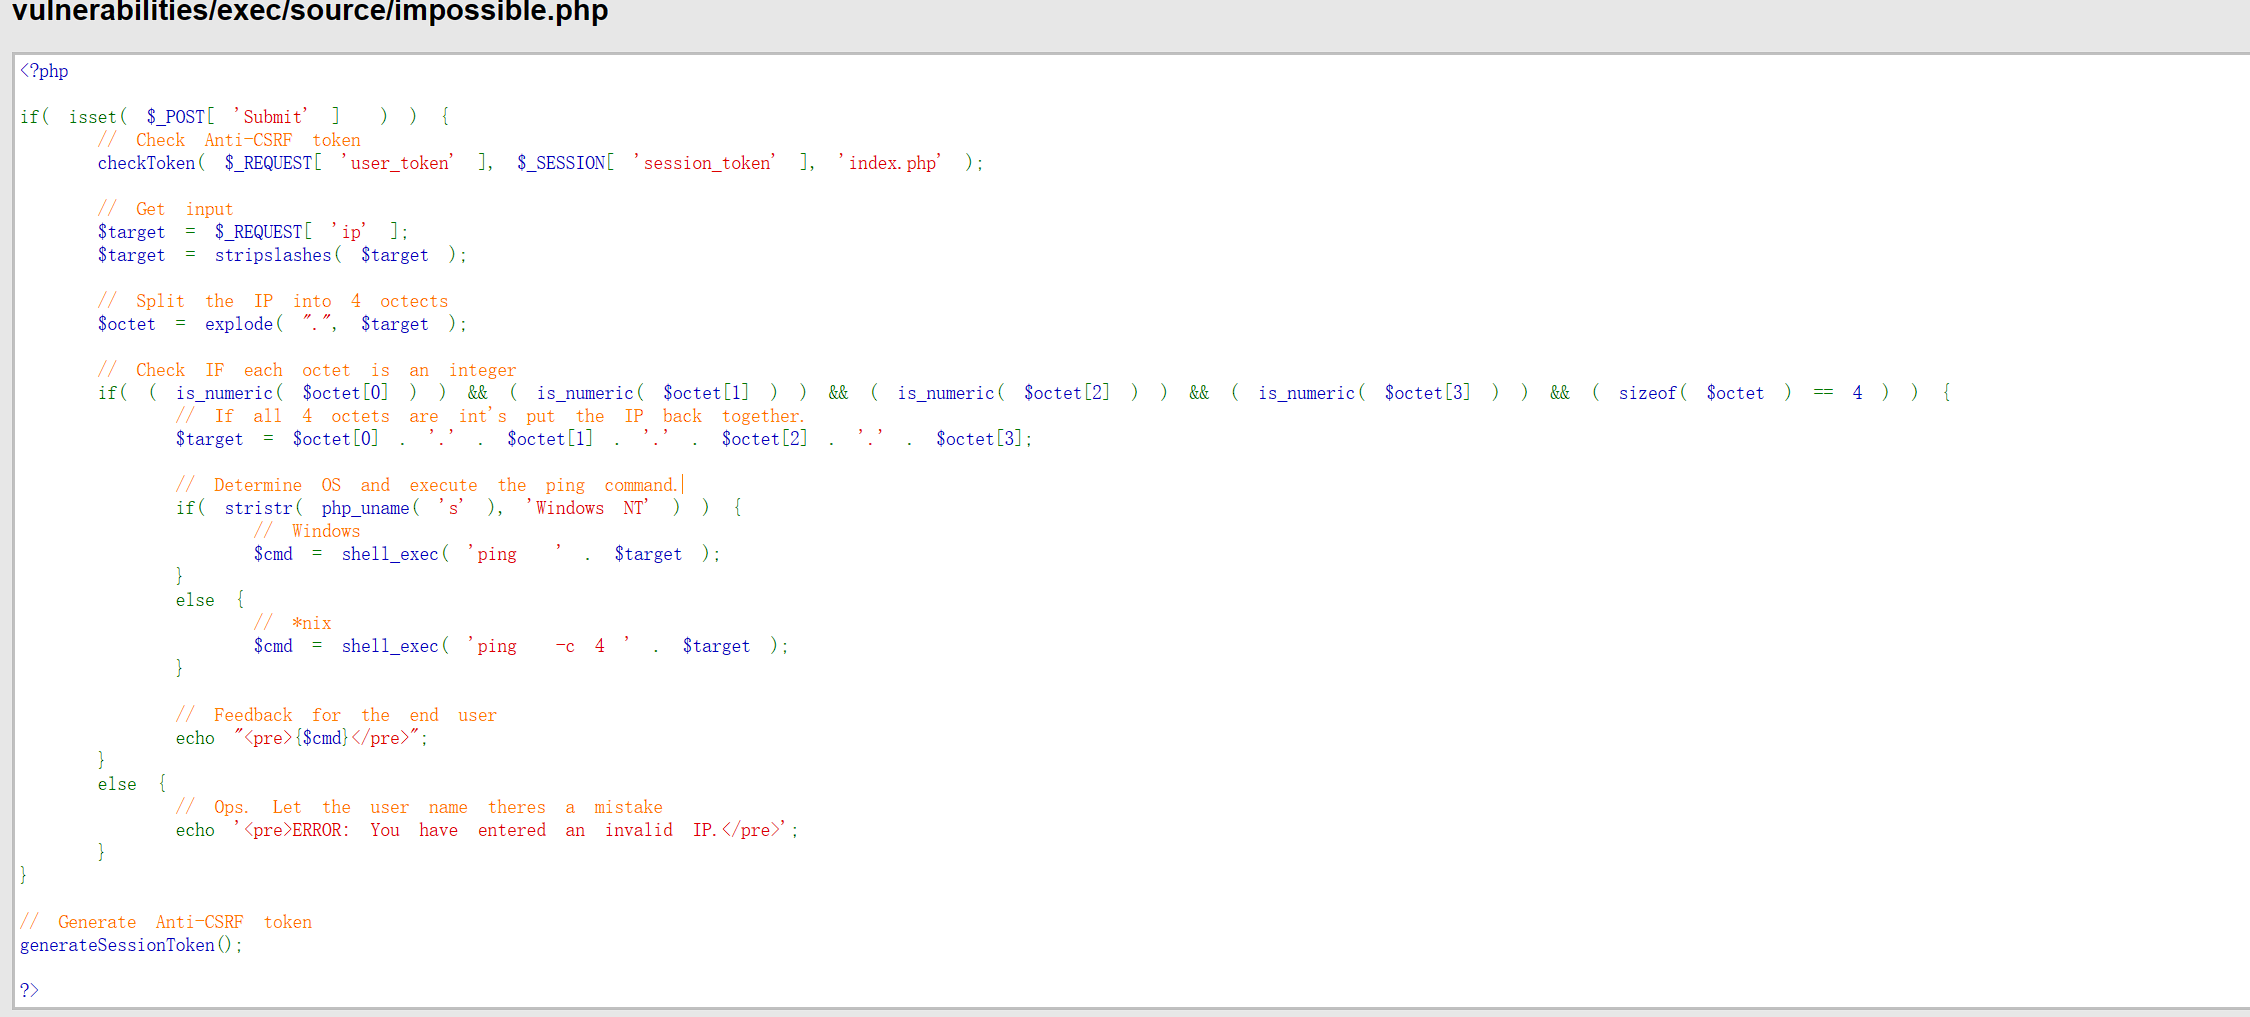 vulnerabilities/exec/source/impossible.php
<?php
if( isset( $_POST[ 'Submit' ]  ) ) {
// Check Anti-CSRF token
checkToken( $_REQUEST[ 'user_token' ], $_SESSION[ 'session_token' ], 'index.php' );
// Get input
$target = $_REQUEST[ 'ip' ];
$target = stripslashes( $target );
// Split the IP into 4 octects
$octet = explode( ".", $target );
// Check IF each octet is an integer
if( ( is_numeric( $octet[0] ) ) && ( is_numeric( $octet[1] ) ) && ( is_numeric( $octet[2] ) ) && ( is_numeric( $octet[3] ) ) && ( sizeof( $octet ) == 4 ) ) {
// If all 4 octets are int's put the IP back together.
$target = $octet[0] . '.' . $octet[1] . '.' . $octet[2] . '.' . $octet[3];
// Determine OS and execute the ping command.
if( stristr( php_uname( 's' ), 'Windows NT' ) ) {
// Windows
$cmd = shell_exec( 'ping  ' . $target );
}
else {
// *nix
$cmd = shell_exec( 'ping  -c 4 ' . $target );
}
// Feedback for the end user
echo "<pre>{$cmd}</pre>";
}
else {
// Ops. Let the user name theres a mistake
echo '<pre>ERROR: You have entered an invalid IP.</pre>';
}
}
// Generate Anti-CSRF token
generateSessionToken();
?>